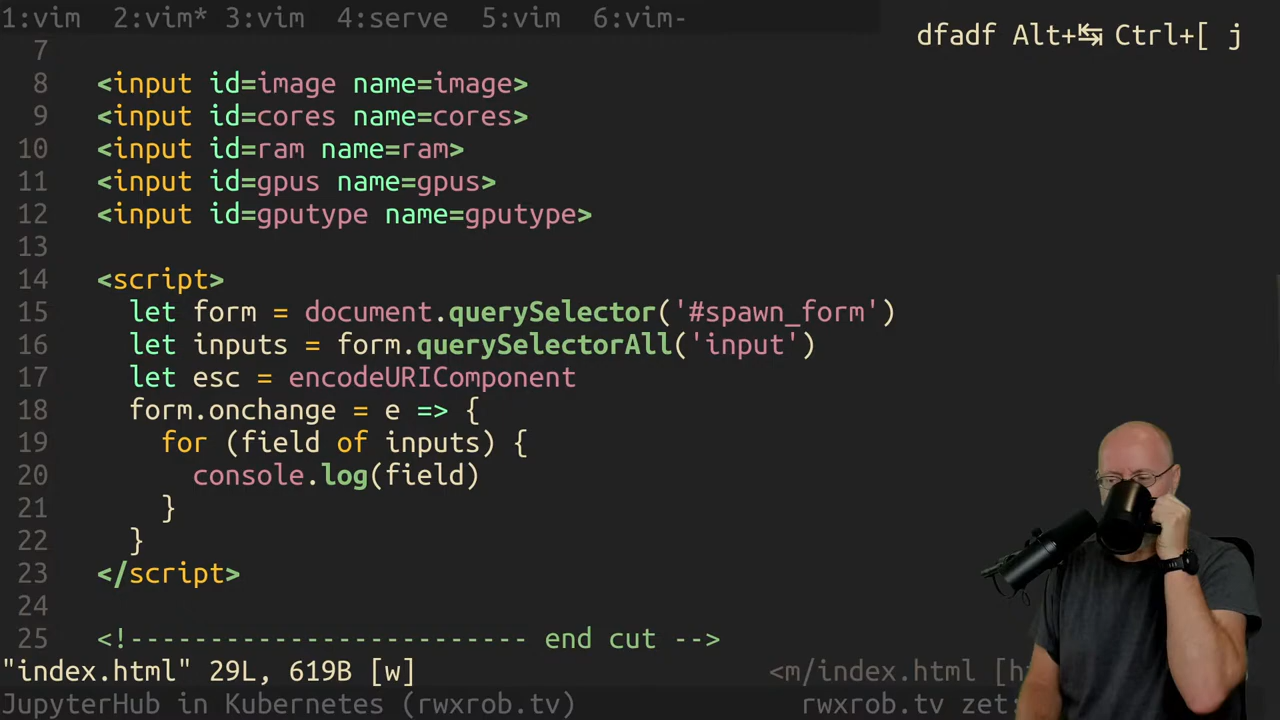 1:vim 2:vim* 3:vim 4:serve 5:vim 6:vim-
dfadf Alt+↹ Ctrl+[ j
7
8 <input id=image name=image>
9 <input id=cores name=cores>
10 <input id=ram name=ram>
11 <input id=gpus name=gpus>
12 <input id=gputype name=gputype>
13
14 <script>
15 let form = document.querySelector('#spawn_form')
16 let inputs = form.querySelectorAll('input')
17 let esc = encodeURIComponent
18 form.onchange = e => {
19 for (field of inputs) {
20 console.log(field)
21 }
22 }
23 </script>
24
25 <!------------------------- end cut -->
"index.html" 29L, 619B [w] <m/index.html [h
JupyterHub in Kubernetes (rwxrob.tv) rwxrob.tv zet: